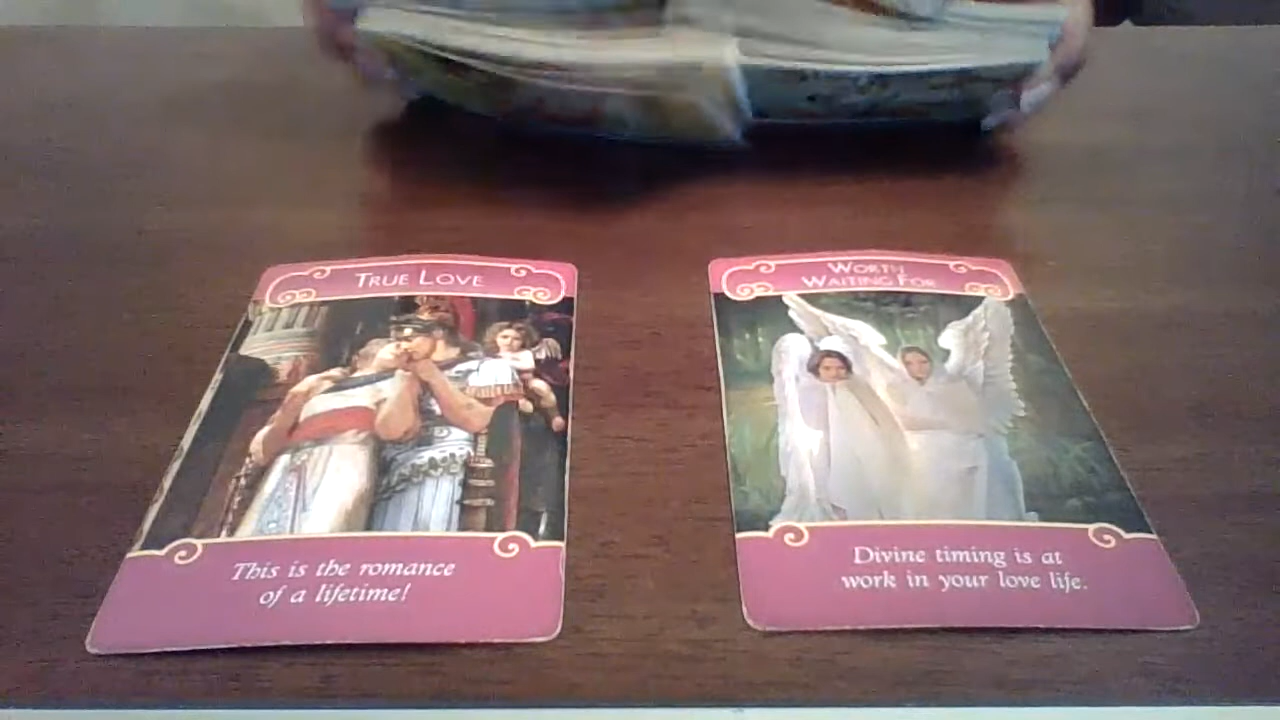 TRUE LOVE
This is the romance
of a lifetime!
WORTH
WAITING FOR
Divine timing is at
work in your love life.